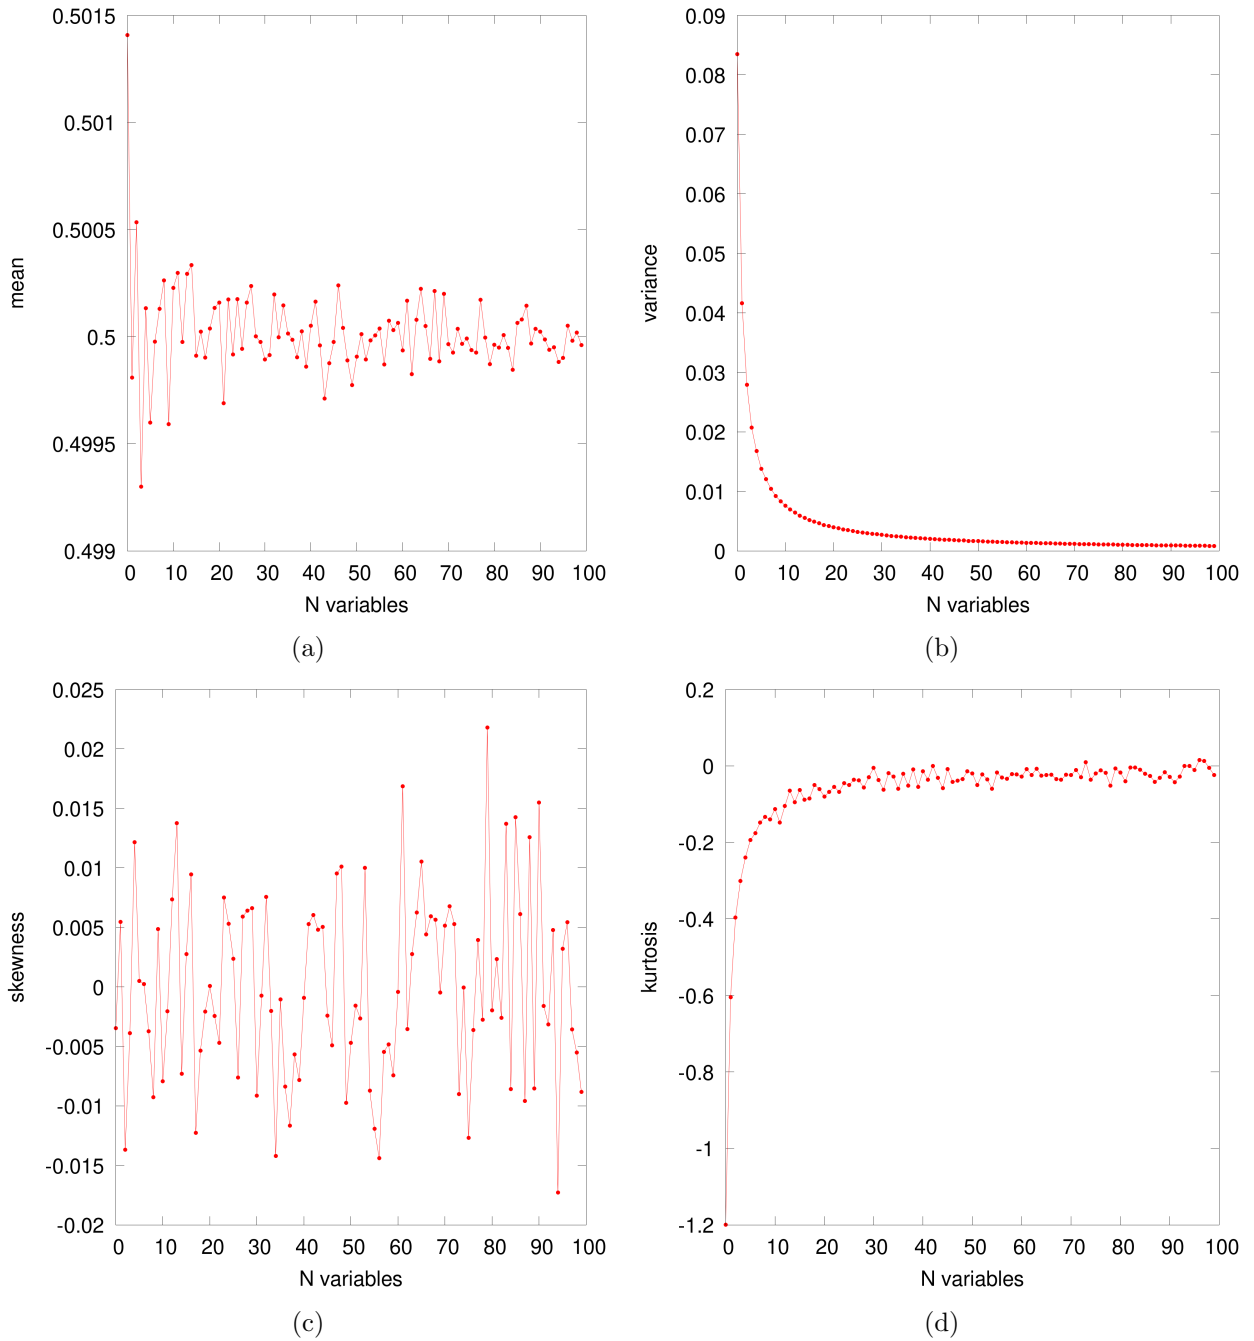 0.5015
0.501
0.5005
0.5
0.4995
0.499
mean
0 10 20 30 40 50 60 70 80 90 100
N variables
(a)
0.09
0.08
0.07
0.06
0.05
0.04
0.03
0.02
0.01
0
variance
0 10 20 30 40 50 60 70 80 90 100
N variables
(b)
0.025
0.02
0.015
0.01
0.005
0
-0.005
-0.01
-0.015
-0.02
skewness
0 10 20 30 40 50 60 70 80 90 100
N variables
(c)
0.2
0
-0.2
-0.4
-0.6
-0.8
-1
-1.2
kurtosis
0 10 20 30 40 50 60 70 80 90 100
N variables
(d)